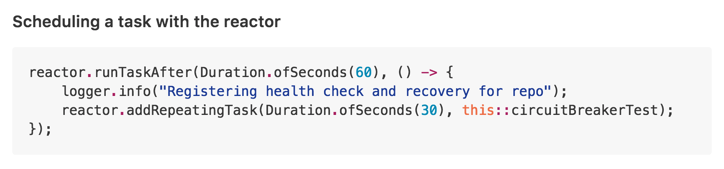 Scheduling a task with the reactor
reactor.runTaskAfter(Duration.ofSeconds(60), () -> {
    logger.info("Registering health check and recovery for repo");
    reactor.addRepeatingTask(Duration.ofSeconds(30), this::circuitBreakerTest);
});